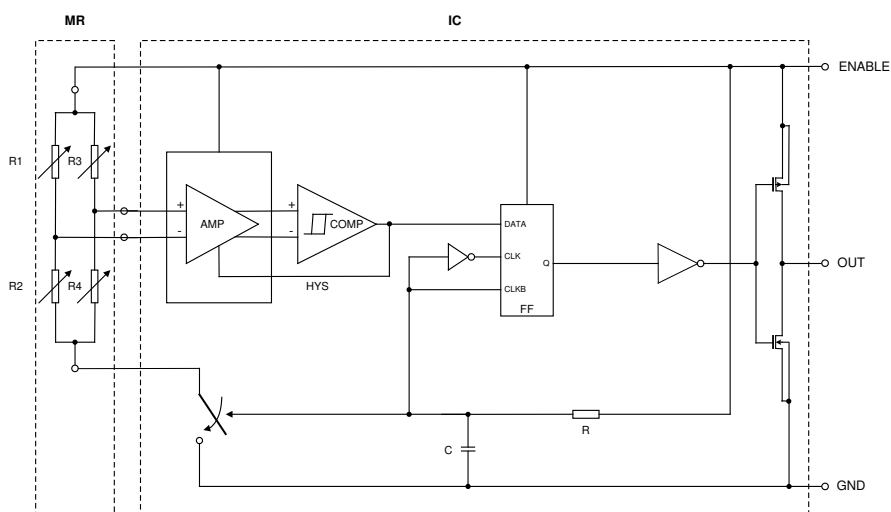 MR
IC
ENABLE
R1
R3
+
+
AMP
COMP
DATA
-
-
CLK
Q
OUT
R2
R4
HYS
CLKB
FF
R
C
GND